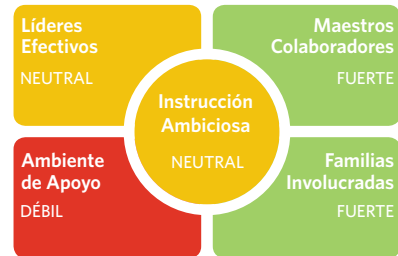 Líderes
Efectivos
NEUTRAL
Maestros
Colaboradores
FUERTE
Instrucción
Ambiciosa
NEUTRAL
Ambiente
de Apoyo
DÉBIL
Familias
Involucradas
FUERTE